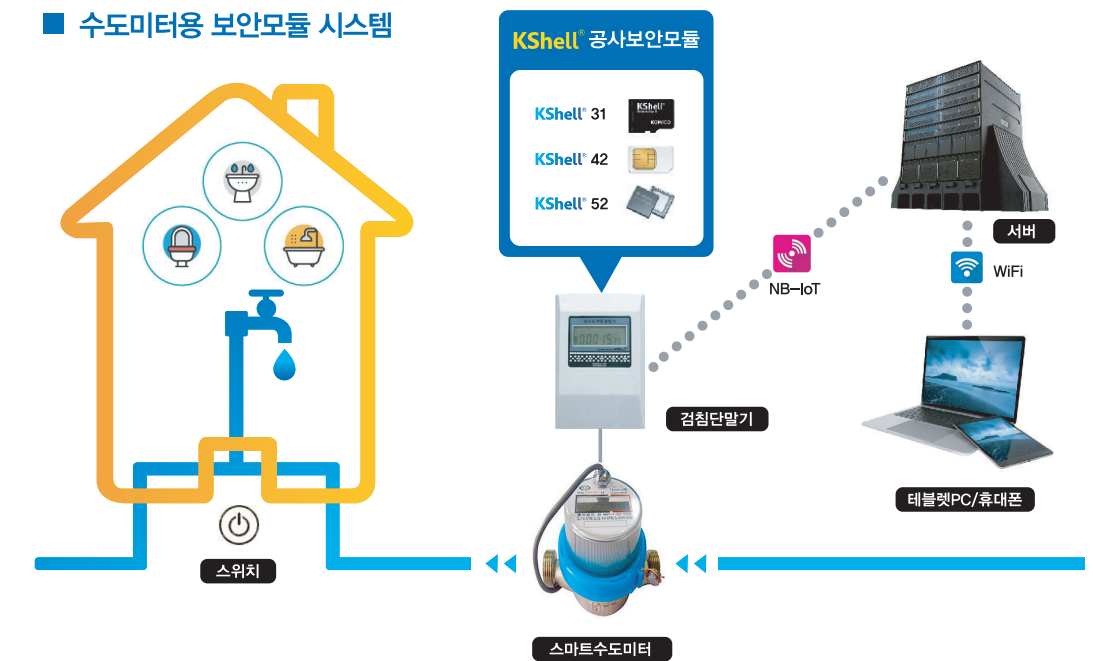 수도미터용 보안모듈 시스템
KShell® 공사보안모듈
KShell® 31
KShell®
KShell® 42
KShell® 52
서버
NB-IoT
WiFi
검침단말기
테블렛PC/휴대폰
스위치
스마트수도미터